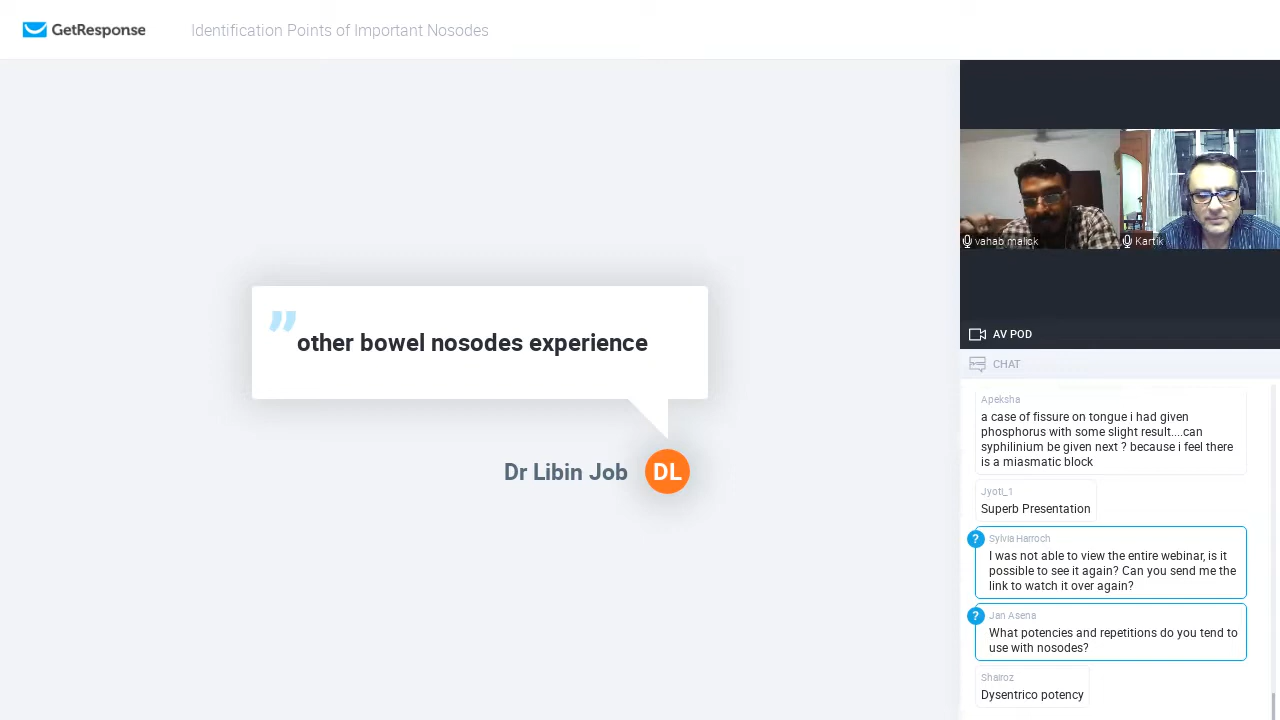 GetResponse
Identification Points of Important Nosodes
other bowel nosodes experience
Dr Libin Job
DL
vahab malick
Kartik
AV POD
CHAT
Apeksha
a case of fissure on tongue i had given
phosphorus with some slight result....can
syphilinium be given next ? because i feel there
is a miasmatic block
Jyoti_1
Superb Presentation
?
Sylvia Harroch
I was not able to view the entire webinar, is it
possible to see it again? Can you send me the
link to watch it over again?
?
Jan Asena
What potencies and repetitions do you tend to
use with nosodes?
Shairoz
Dysentrico potency